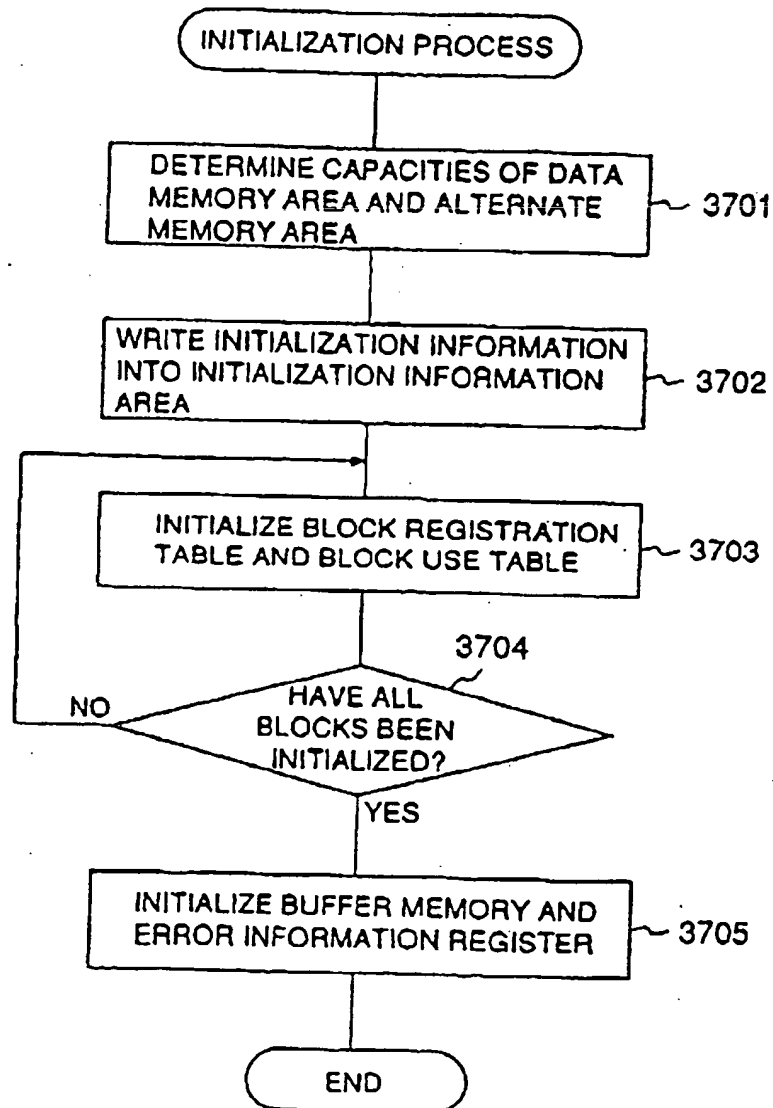 INITIALIZATION PROCESS
DETERMINE CAPACITIES OF DATA
MEMORY AREA AND ALTERNATE
MEMORY AREA
3701
WRITE INITIALIZATION INFORMATION
INTO INITIALIZATION INFORMATION
AREA
3702
INITIALIZE BLOCK REGISTRATION
TABLE AND BLOCK USE TABLE
3703
3704
NO
HAVE ALL
BLOCKS BEEN
INITIALIZED?
YES
INITIALIZE BUFFER MEMORY AND
ERROR INFORMATION REGISTER
3705
END